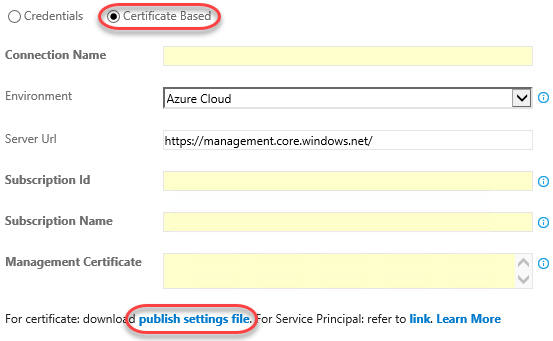 Credentials Certificate Based
Connection Name
Environment Azure Cloud
Server Url https://management.core.windows.net/
Subscription Id
Subscription Name
Management Certificate
For certificate: download publish settings file. For Service Principal: refer to link. Learn More